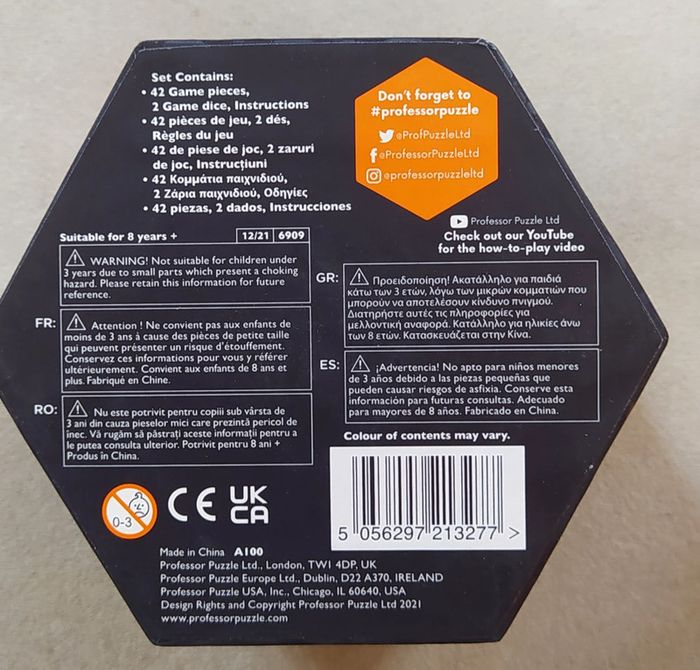 Set Contains:
• 42 Game pieces,
2 Game dice, Instructions
• 42 pièces de jeu, 2 dés,
Règles du jeu
• 42 de piese de joc, 2 zaruri
de joc, Instrucțiuni
• 42 Κομμάτια παιχνιδιού,
2 Ζάρια παιχνιδιού, Οδηγίες
• 42 piezas, 2 dados, Instrucciones
Don't forget to
#professorpuzzle
@ProfPuzzleLtd
@ProfessorPuzzleLtd
@professorpuzzleltd
Professor Puzzle Ltd
Check out our YouTube
for the how-to-play video
Suitable for 8 years +
12/21 6909
WARNING! Not suitable for children under
3 years due to small parts which present a choking
hazard. Please retain this information for future
reference.
FR:
Attention ! Ne convient pas aux enfants de
moins de 3 ans à cause des pièces de petite taille
qui peuvent présenter un risque d'étouffement.
Conservez ces informations pour vous y référer
ultérieurement. Convient aux enfants de 8 ans et
plus. Fabriqué en Chine.
RO:
Nu este potrivit pentru copiii sub vârsta de
3 ani din cauza pieselor mici care prezintă pericol de
înec. Vă rugăm să păstrați aceste informații pentru a
le putea consulta ulterior. Potrivit pentru 8 ani +
Produs în China.
GR:
Προειδοποίηση! Ακατάλληλο για παιδιά
κάτω των 3 ετών, λόγω των μικρών κομματιών που
μπορούν να αποτελέσουν κίνδυνο πνιγμού.
Διατηρήστε αυτές τις πληροφορίες για
μελλοντική αναφορά. Κατάλληλο για ηλικίες άνω
των 8 ετών. Κατασκευάζεται στην Κίνα.
ES:
¡Advertencia! No apto para niños menores
de 3 años debido a las piezas pequeñas que
pueden causar riesgos de asfixia. Conserve esta
información para futuras consultas. Adecuado
para mayores de 8 años. Fabricado en China.
Colour of contents may vary.
5 056297 213277 >
0-3
CE UK
CA
Made in China A100
Professor Puzzle Ltd., London, TW1 4DP, UK
Professor Puzzle Europe Ltd., Dublin, D22 A370, IRELAND
Professor Puzzle USA, Inc., Chicago, IL 60640, USA
Design Rights and Copyright Professor Puzzle Ltd 2021
www.professorpuzzle.com